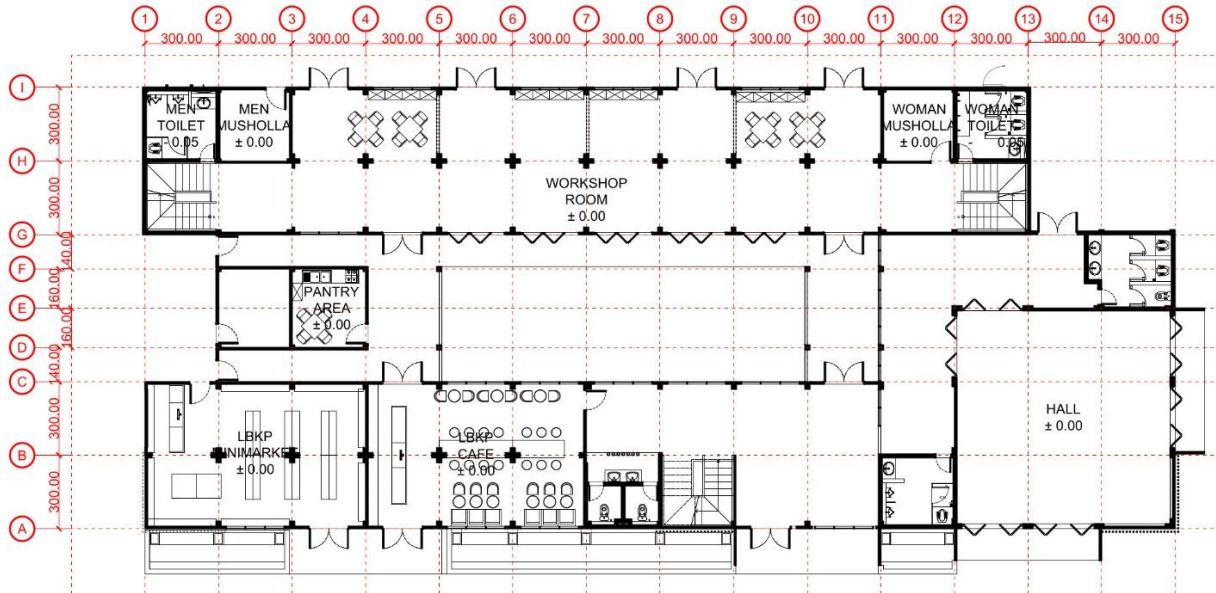 1 2 3 4 5 6 7 8 9 10 11 12 13 14 15
300.00 300.00 300.00 300.00 300.00 300.00 300.00 300.00 300.00 300.00 300.00 300.00 300.00 300.00
I
300.00
H
300.00
G
140.00
F
160.00
E
160.00
D
140.00
C
300.00
B
300.00
A
MEN
TOILET
- 0.05
MEN
MUSHOLLA
± 0.00
WOMAN
MUSHOLLA
± 0.00
WOMAN
TOILET
- 0.05
WORKSHOP
ROOM
± 0.00
PANTRY
AREA
± 0.00
LBKP
MINIMARKET
± 0.00
LBKP
CAFE
± 0.00
HALL
± 0.00